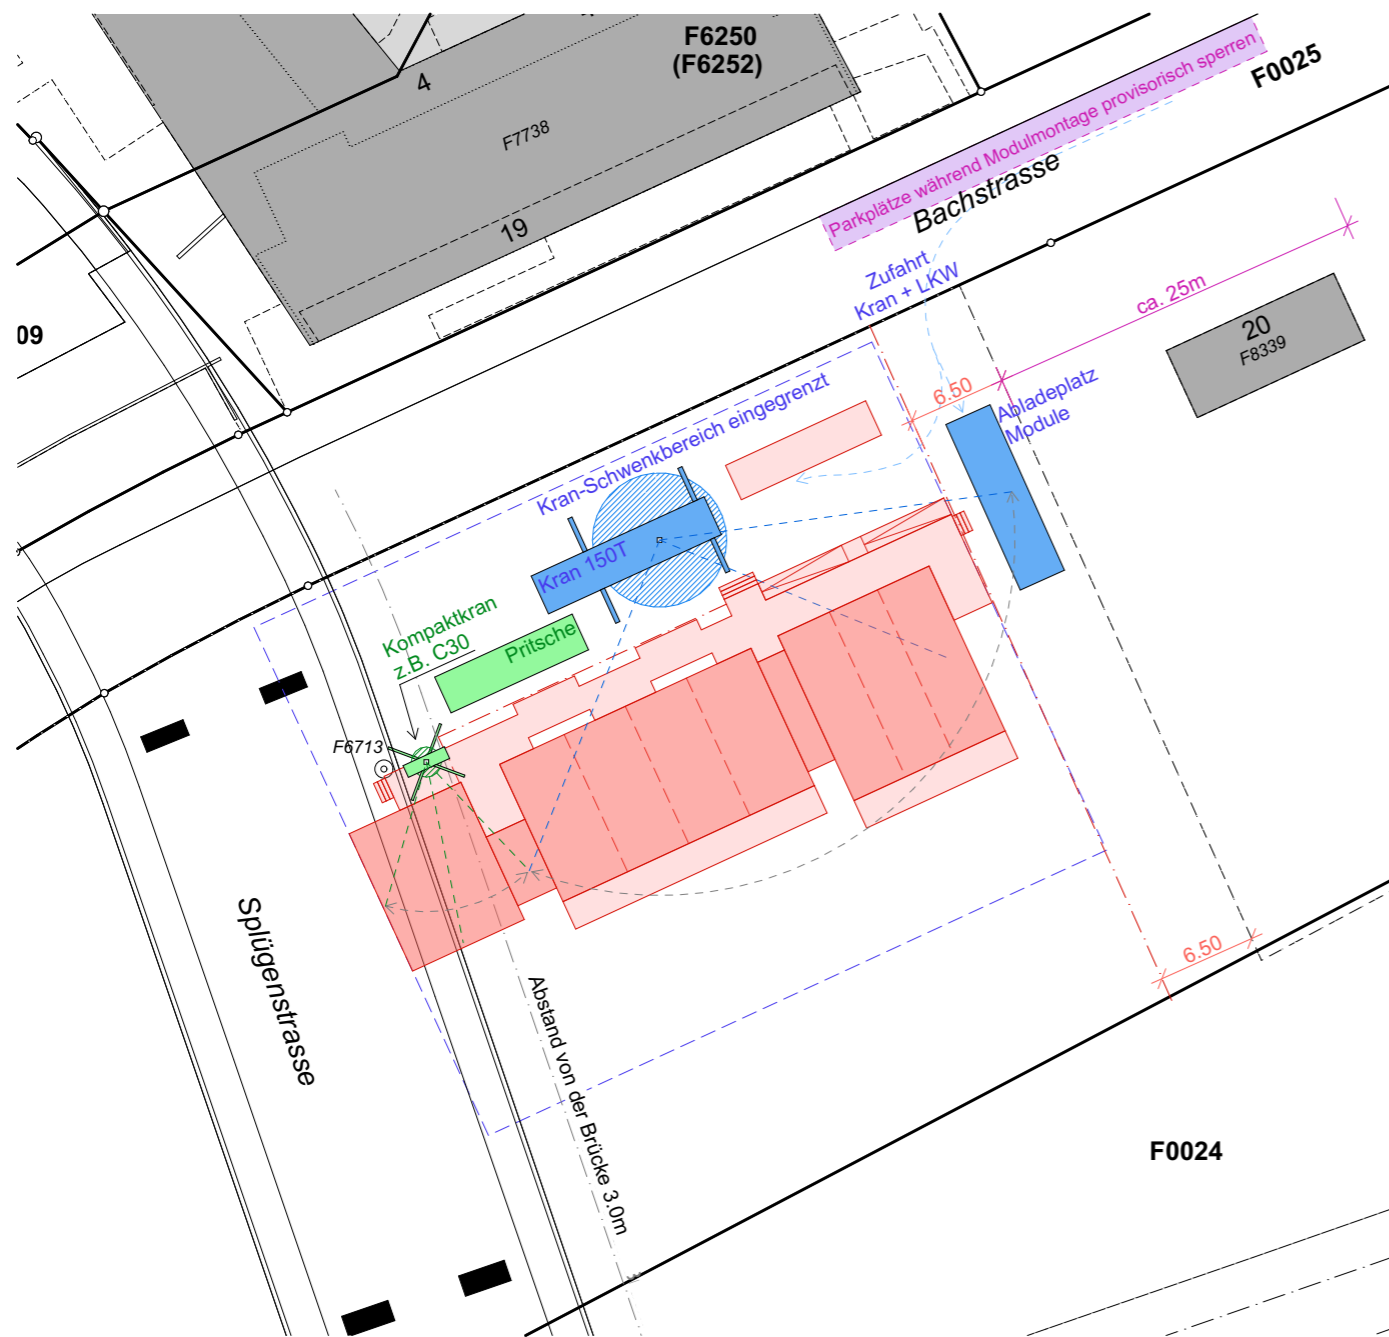 F6250
(F6252)
4
F7738
19
F0025
Parkplätze während Modulmontage provisorisch sperren
Bachstrasse
Zufahrt
Kran + LKW
ca. 25m
20
F8339
09
6.50
Abladeplatz
Module
Kran-Schwenkbereich eingegrenzt
Kran 150T
Kompaktkran
z.B. C30
Pritsche
F6713
Splügenstrasse
Abstand von der Brücke 3.0m
6.50
F0024